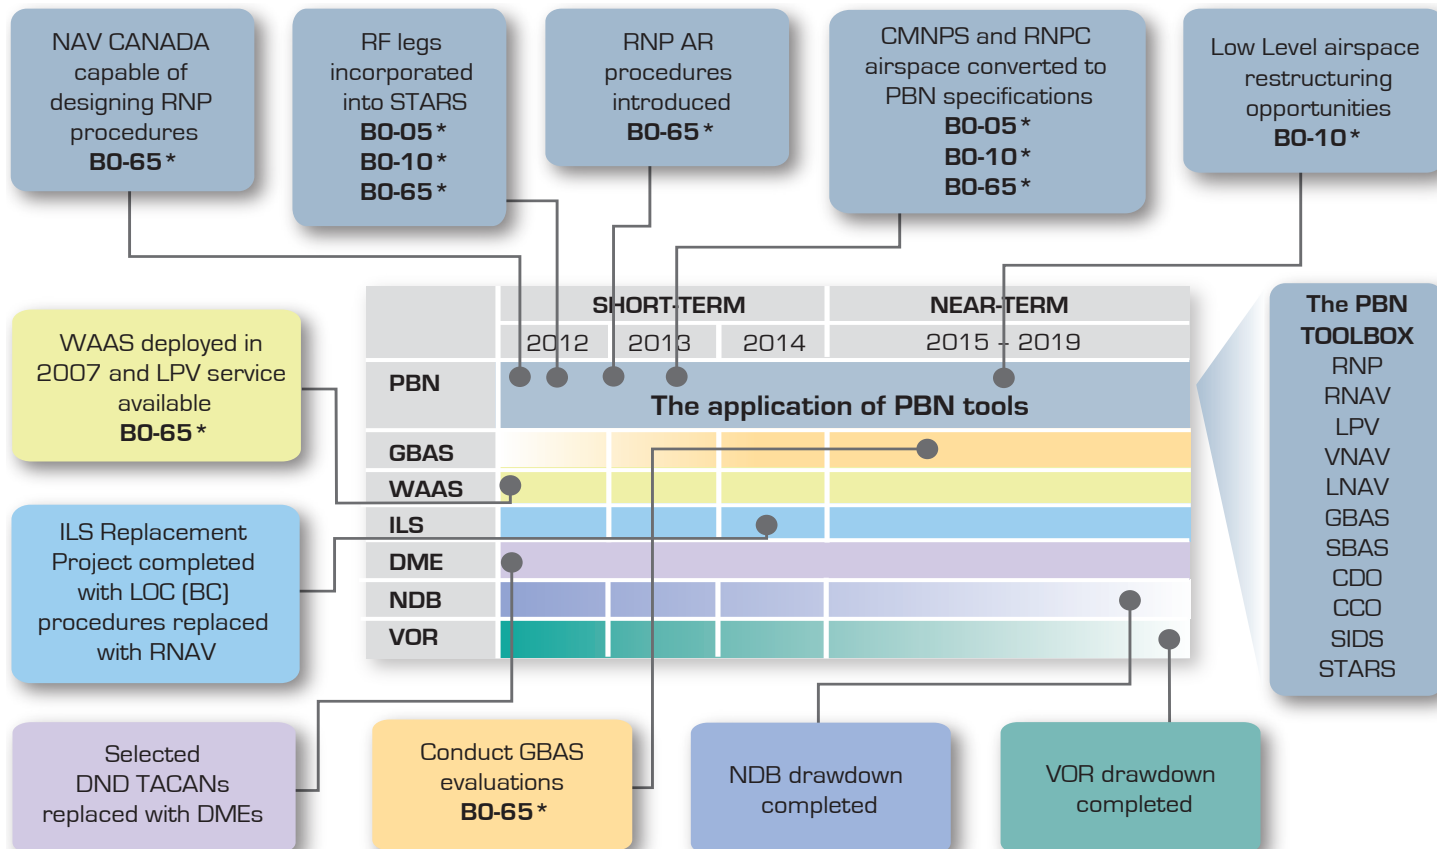 NAV CANADA
capable of
designing RNP
procedures
B0-65*
RF legs
incorporated
into STARS
B0-05*
B0-10*
B0-65*
RNP AR
procedures
introduced
B0-65*
CMNPS and RNPC
airspace converted to
PBN specifications
B0-05*
B0-10*
B0-65*
Low Level airspace
restructuring
opportunities
B0-10*
WAAS deployed in
2007 and LPV service
available
B0-65*
ILS Replacement
Project completed
with LOC (BC)
procedures replaced
with RNAV
Selected
DND TACANs
replaced with DMEs
SHORT-TERM
NEAR-TERM
2012
2013
2014
2015 – 2019
PBN
The application of PBN tools
GBAS
WAAS
ILS
DME
NDB
VOR
The PBN
TOOLBOX
RNP
RNAV
LPV
VNAV
LNAV
GBAS
SBAS
CDO
CCO
SIDS
STARS
Conduct GBAS
evaluations
B0-65*
NDB drawdown
completed
VOR drawdown
completed